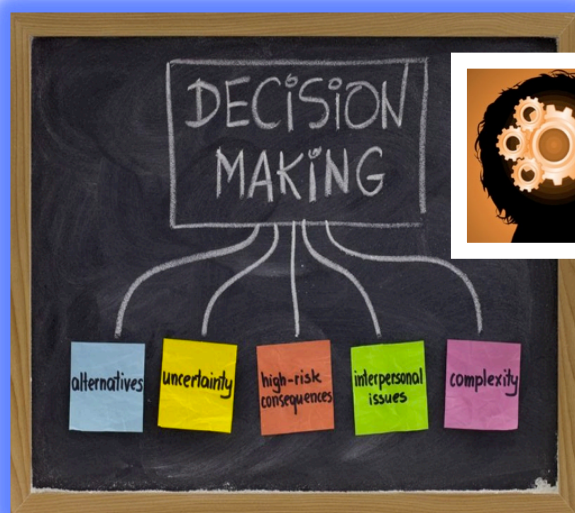 DECISION
MAKING
alternatives
uncertainty
high-risk
consequences
interpersonal
issues
complexity